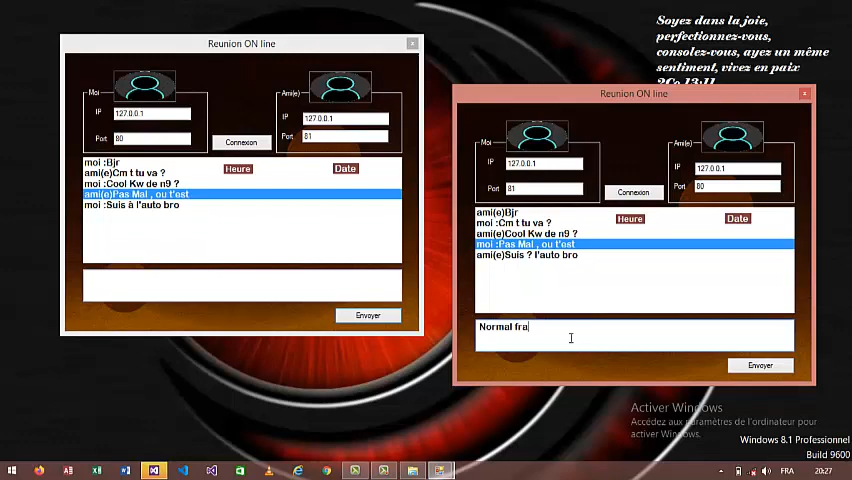 Soyez dans la joie,
perfectionnez-vous,
consolez-vous, ayez un même
sentiment, vivez en paix
2Co 13:11
Reunion ON line
x
Moi
Ami(e)
IP
127.0.0.1
IP
127.0.0.1
Port
80
Connexion
Port
81
moi :Bjr
ami(e)Cm t tu va ?
Heure
Date
moi :Cool Kw de n9 ?
ami(e)Pas Mal , ou t'est
moi :Suis à l'auto bro
Envoyer
Reunion ON line
x
Moi
Ami(e)
IP
127.0.0.1
IP
127.0.0.1
Port
81
Connexion
Port
80
ami(e)Bjr
moi :Cm t tu va ?
Heure
Date
ami(e)Cool Kw de n9 ?
moi :Pas Mal , ou t'est
ami(e)Suis ? l'auto bro
Normal fra
Envoyer
Activer Windows
Accédez aux paramètres de l'ordinateur pour
activer Windows.
Windows 8.1 Professionnel
Build 9600
FRA
20:27